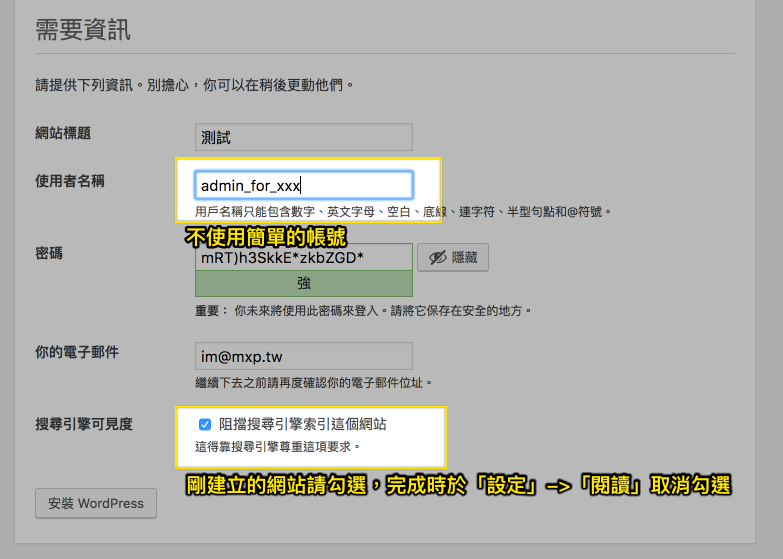 需要資訊
請提供下列資訊。別擔心，你可以在稍後更動他們。
網站標題
測試
使用者名稱
admin_for_xxx
用戶名稱只能包含數字、英文字母、空白、底線、連字符、半型句點和@符號。
不使用簡單的帳號
密碼
mRT)h3SkkE*zkbZGD*
隱藏
強
重要： 你未來將使用此密碼來登入。請將它保存在安全的地方。
你的電子郵件
im@mxp.tw
繼續下去之前請再度確認你的電子郵件位址。
搜尋引擎可見度
阻擋搜尋引擎索引這個網站
這得靠搜尋引擎尊重這項要求。
剛建立的網站請勾選，完成時於「設定」-->「閱讀」取消勾選
安裝 WordPress